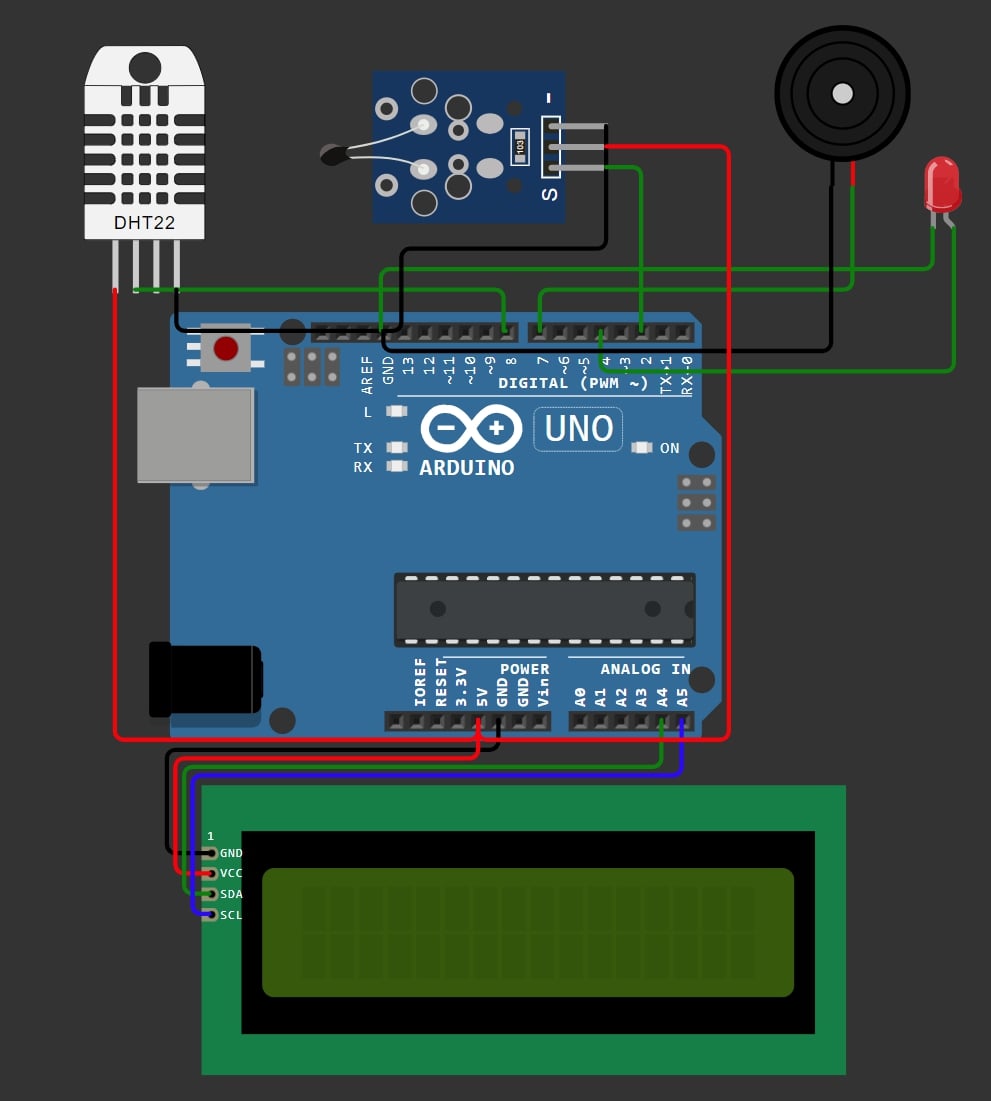 DHT22
103
-
S
AREF
GND
13
12
~11
~10
~9
8
7
~6
~5
4
~3
2
TX→1
RX←0
DIGITAL (PWM ~)
L
TX
RX
UNO
ON
ARDUINO
POWER
ANALOG IN
IOREF
RESET
3.3V
5V
GND
GND
Vin
A0
A1
A2
A3
A4
A5
1
GND
VCC
SDA
SCL